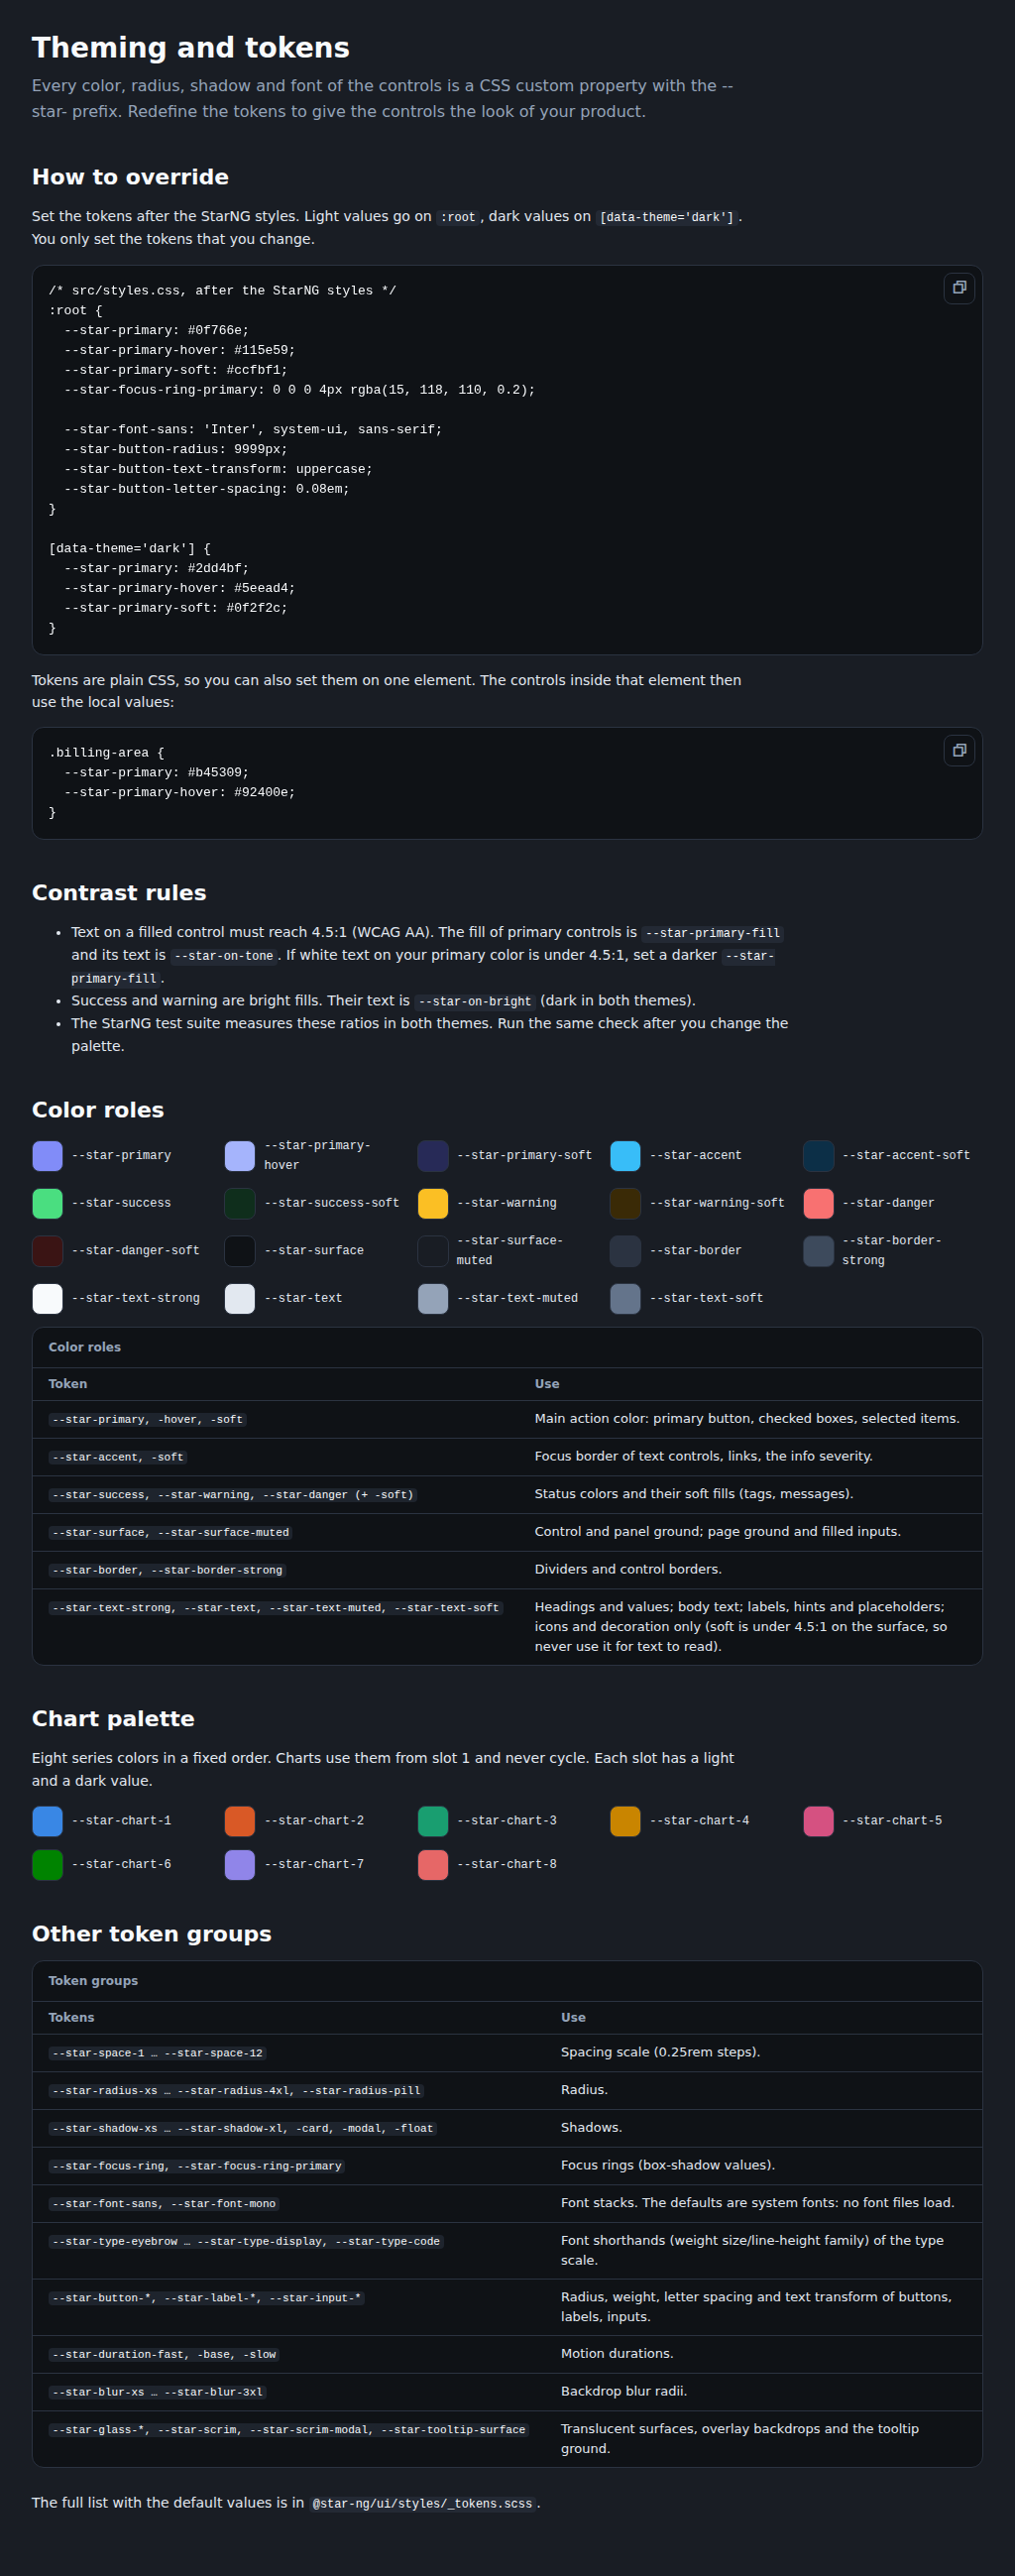 Theming and tokens
Every color, radius, shadow and font of the controls is a CSS custom property with the --
star- prefix. Redefine the tokens to give the controls the look of your product.
How to override
Set the tokens after the StarNG styles. Light values go on :root, dark values on [data-theme='dark'].
You only set the tokens that you change.
/* src/styles.css, after the StarNG styles */
:root {
  --star-primary: #0f766e;
  --star-primary-hover: #115e59;
  --star-primary-soft: #ccfbf1;
  --star-focus-ring-primary: 0 0 0 4px rgba(15, 118, 110, 0.2);
  --star-font-sans: 'Inter', system-ui, sans-serif;
  --star-button-radius: 9999px;
  --star-button-text-transform: uppercase;
  --star-button-letter-spacing: 0.08em;
}
[data-theme='dark'] {
  --star-primary: #2dd4bf;
  --star-primary-hover: #5eead4;
  --star-primary-soft: #0f2f2c;
}
Tokens are plain CSS, so you can also set them on one element. The controls inside that element then
use the local values:
.billing-area {
  --star-primary: #b45309;
  --star-primary-hover: #92400e;
}
Contrast rules
• Text on a filled control must reach 4.5:1 (WCAG AA). The fill of primary controls is --star-primary-fill
and its text is --star-on-tone. If white text on your primary color is under 4.5:1, set a darker --star-
primary-fill.
• Success and warning are bright fills. Their text is --star-on-bright (dark in both themes).
• The StarNG test suite measures these ratios in both themes. Run the same check after you change the
palette.
Color roles
--star-primary
--star-primary-
hover
--star-primary-soft
--star-accent
--star-accent-soft
--star-success
--star-success-soft
--star-warning
--star-warning-soft
--star-danger
--star-danger-soft
--star-surface
--star-surface-
muted
--star-border
--star-border-
strong
--star-text-strong
--star-text
--star-text-muted
--star-text-soft
Color roles
Token Use
--star-primary, -hover, -soft Main action color: primary button, checked boxes, selected items.
--star-accent, -soft Focus border of text controls, links, the info severity.
--star-success, --star-warning, --star-danger (+ -soft) Status colors and their soft fills (tags, messages).
--star-surface, --star-surface-muted Control and panel ground; page ground and filled inputs.
--star-border, --star-border-strong Dividers and control borders.
--star-text-strong, --star-text, --star-text-muted, --star-text-soft Headings and values; body text; labels, hints and placeholders;
icons and decoration only (soft is under 4.5:1 on the surface, so
never use it for text to read).
Chart palette
Eight series colors in a fixed order. Charts use them from slot 1 and never cycle. Each slot has a light
and a dark value.
--star-chart-1
--star-chart-2
--star-chart-3
--star-chart-4
--star-chart-5
--star-chart-6
--star-chart-7
--star-chart-8
Other token groups
Token groups
Tokens Use
--star-space-1 … --star-space-12 Spacing scale (0.25rem steps).
--star-radius-xs … --star-radius-4xl, --star-radius-pill Radius.
--star-shadow-xs … --star-shadow-xl, -card, -modal, -float Shadows.
--star-focus-ring, --star-focus-ring-primary Focus rings (box-shadow values).
--star-font-sans, --star-font-mono Font stacks. The defaults are system fonts: no font files load.
--star-type-eyebrow … --star-type-display, --star-type-code Font shorthands (weight size/line-height family) of the type
scale.
--star-button-*, --star-label-*, --star-input-* Radius, weight, letter spacing and text transform of buttons,
labels, inputs.
--star-duration-fast, -base, -slow Motion durations.
--star-blur-xs … --star-blur-3xl Backdrop blur radii.
--star-glass-*, --star-scrim, --star-scrim-modal, --star-tooltip-surface Translucent surfaces, overlay backdrops and the tooltip
ground.
The full list with the default values is in @star-ng/ui/styles/_tokens.scss.